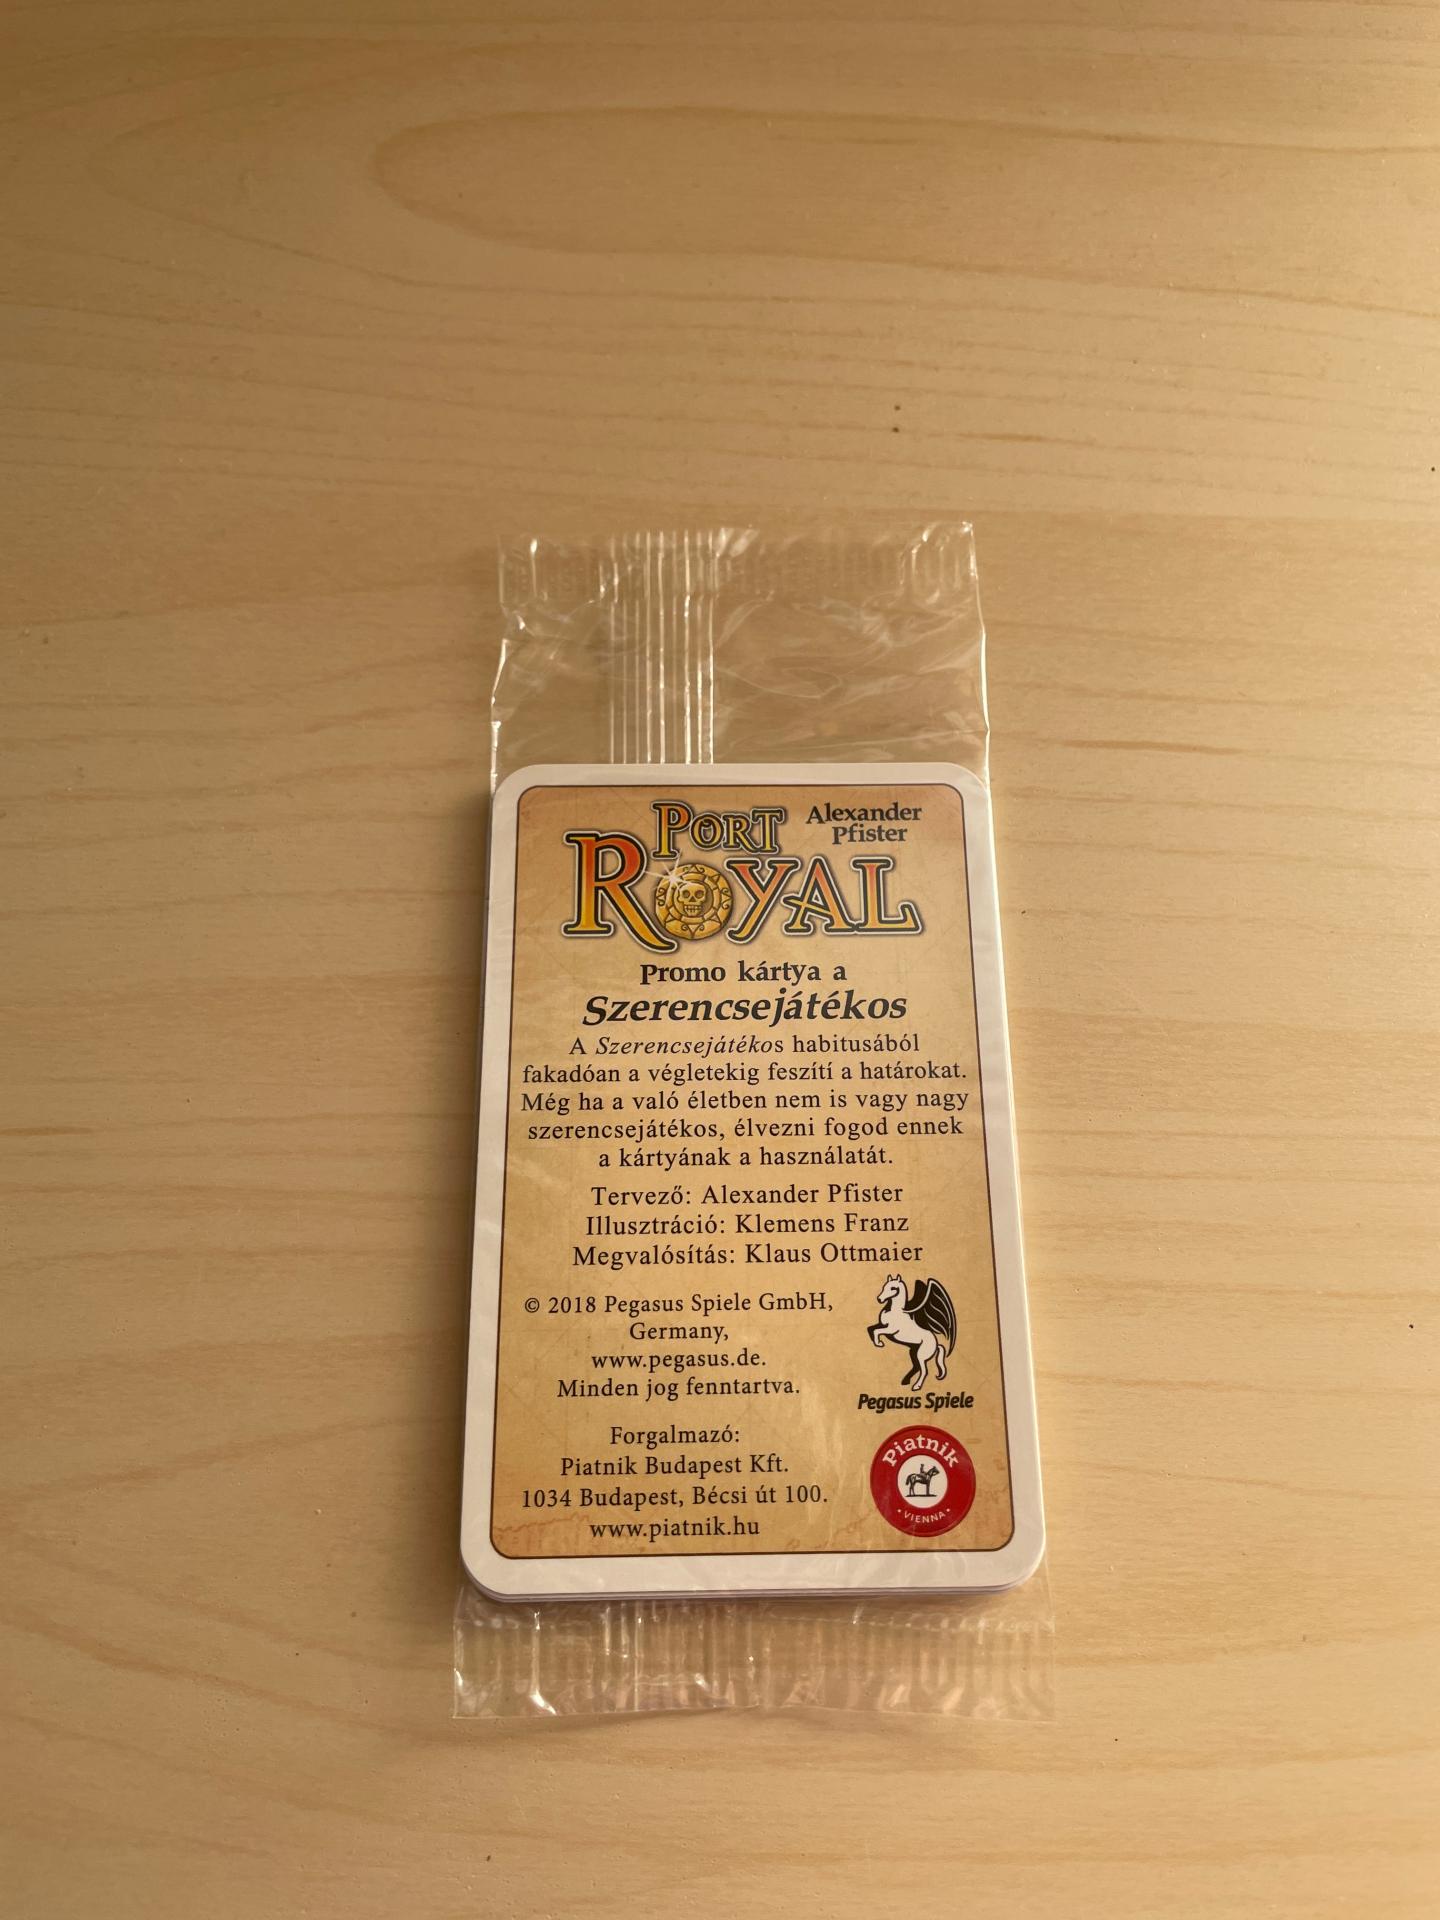 PORT
ROYAL
Alexander
Pfister
Promo kártya a
Szerencsejátékos
A Szerencsejátékos habitusából
fakadóan a végletekig feszíti a határokat.
Még ha a való életben nem is vagy nagy
szerencsejátékos, élvezni fogod ennek
a kártyának a használatát.
Tervező: Alexander Pfister
Illusztráció: Klemens Franz
Megvalósítás: Klaus Ottmaier
© 2018 Pegasus Spiele GmbH,
Germany,
www.pegasus.de.
Minden jog fenntartva.
Pegasus Spiele
Forgalmazó:
Piatnik Budapest Kft.
1034 Budapest, Bécsi út 100.
www.piatnik.hu
Piatnik
• VIENNA •